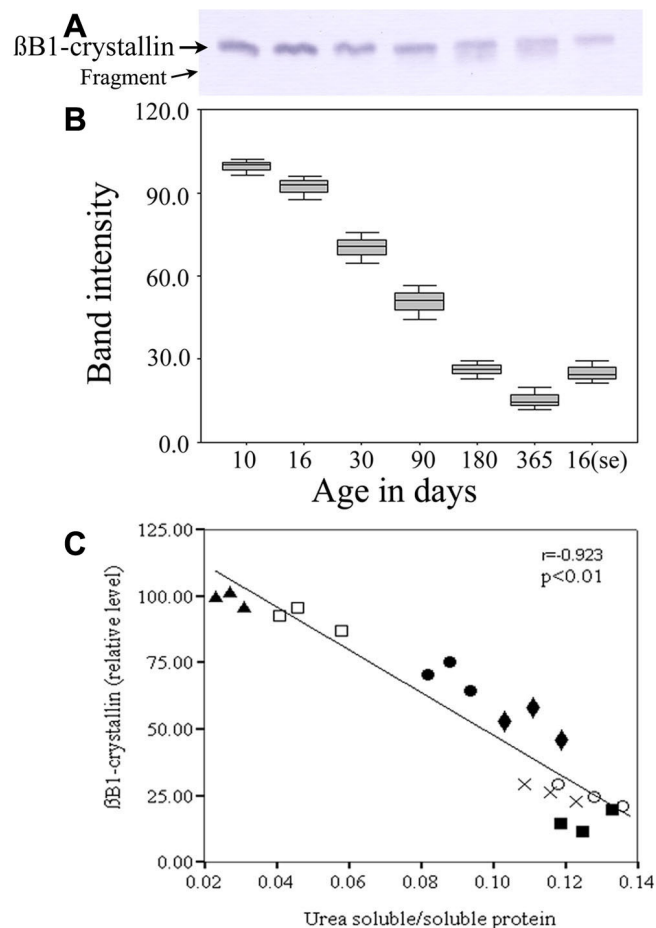 A
ßB1-crystallin
Fragment
B
120.0
90.0
60.0
30.0
0.0
Band intensity
10 16 30 90 180 365 16(se)
Age in days
C
125.00
100.00
75.00
50.00
25.00
0.00
ßB1-crystallin (relative level)
r=-0.923
p<0.01
0.02 0.04 0.06 0.08 0.10 0.12 0.14
Urea soluble/soluble protein